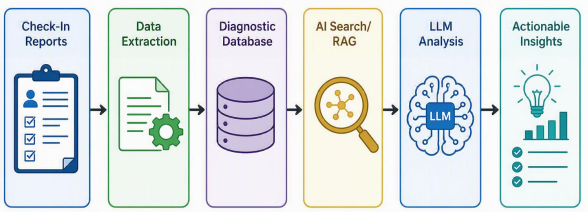 Check-In
Reports
Data
Extraction
Diagnostic
Database
AI Search/
RAG
LLM
Analysis
LLM
Actionable
Insights